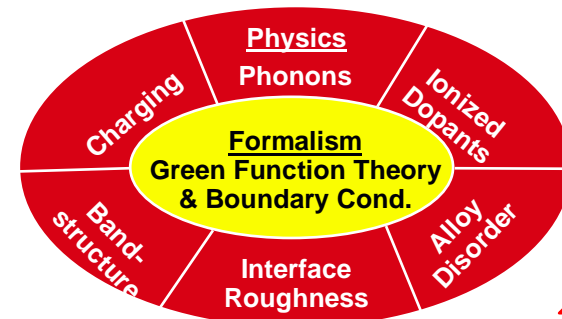 Physics
Phonons
Charging
Ionized
Dopants
Formalism
Green Function Theory
& Boundary Cond.
Band-
structure
Interface
Roughness
Alloy
Disorder